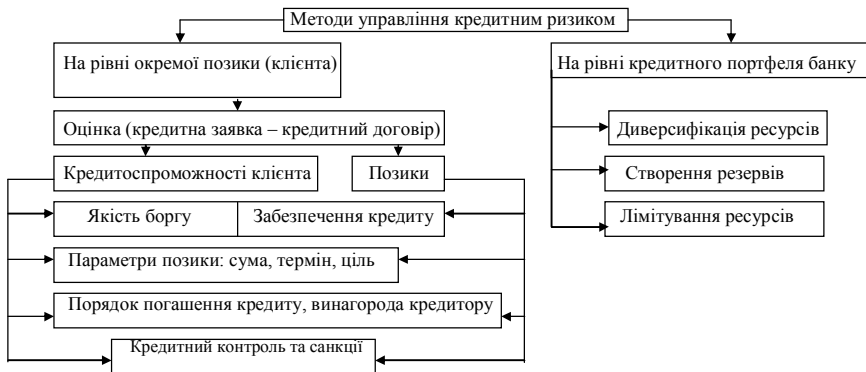 Методи управління кредитним ризиком
На рівні окремої позики (клієнта)
На рівні кредитного портфеля банку
Оцінка (кредитна заявка – кредитний договір)
Кредитоспроможності клієнта
Позики
Якість боргу
Забезпечення кредиту
Параметри позики: сума, термін, ціль
Порядок погашення кредиту, винагорода кредитору
Кредитний контроль та санкції
Диверсифікація ресурсів
Створення резервів
Лімітування ресурсів